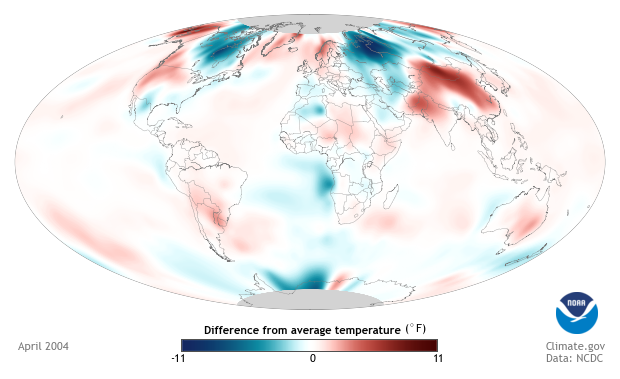 NOAA
Difference from average temperature (°F)
April 2004
-11
0
11
Climate.gov
Data: NCDC